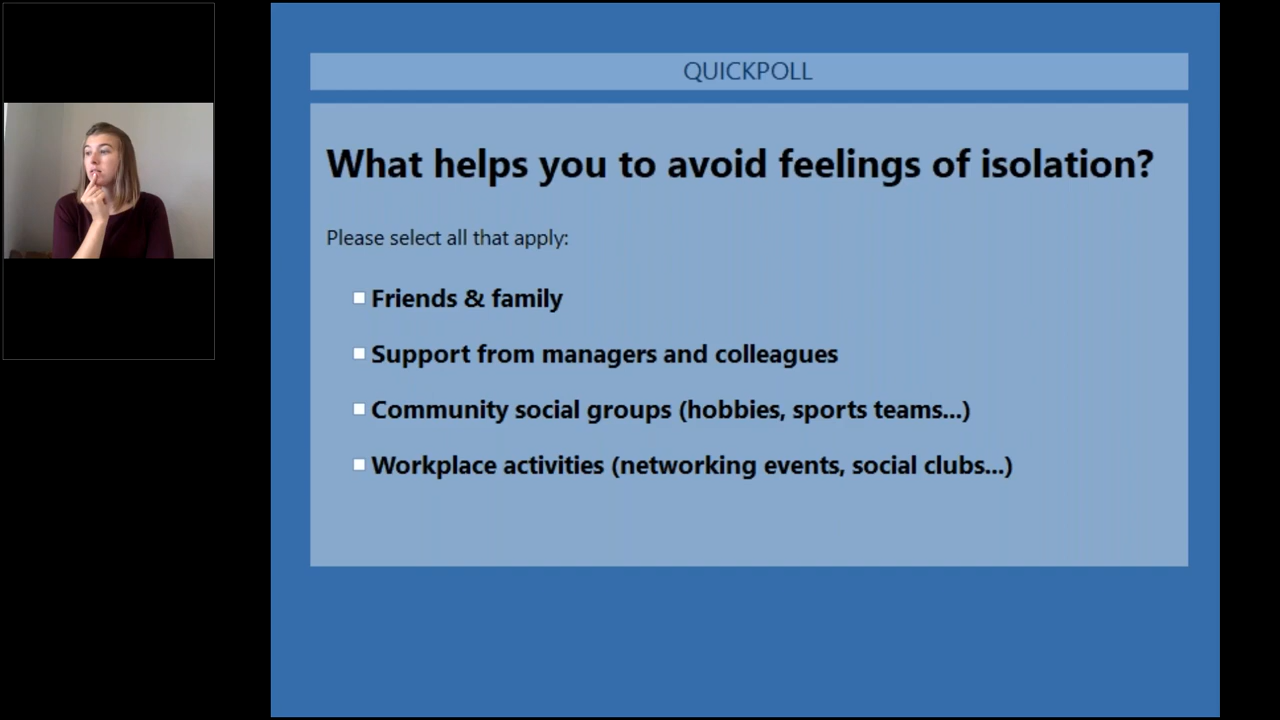 QUICKPOLL
What helps you to avoid feelings of isolation?
Please select all that apply:
Friends & family
Support from managers and colleagues
Community social groups (hobbies, sports teams...)
Workplace activities (networking events, social clubs...)